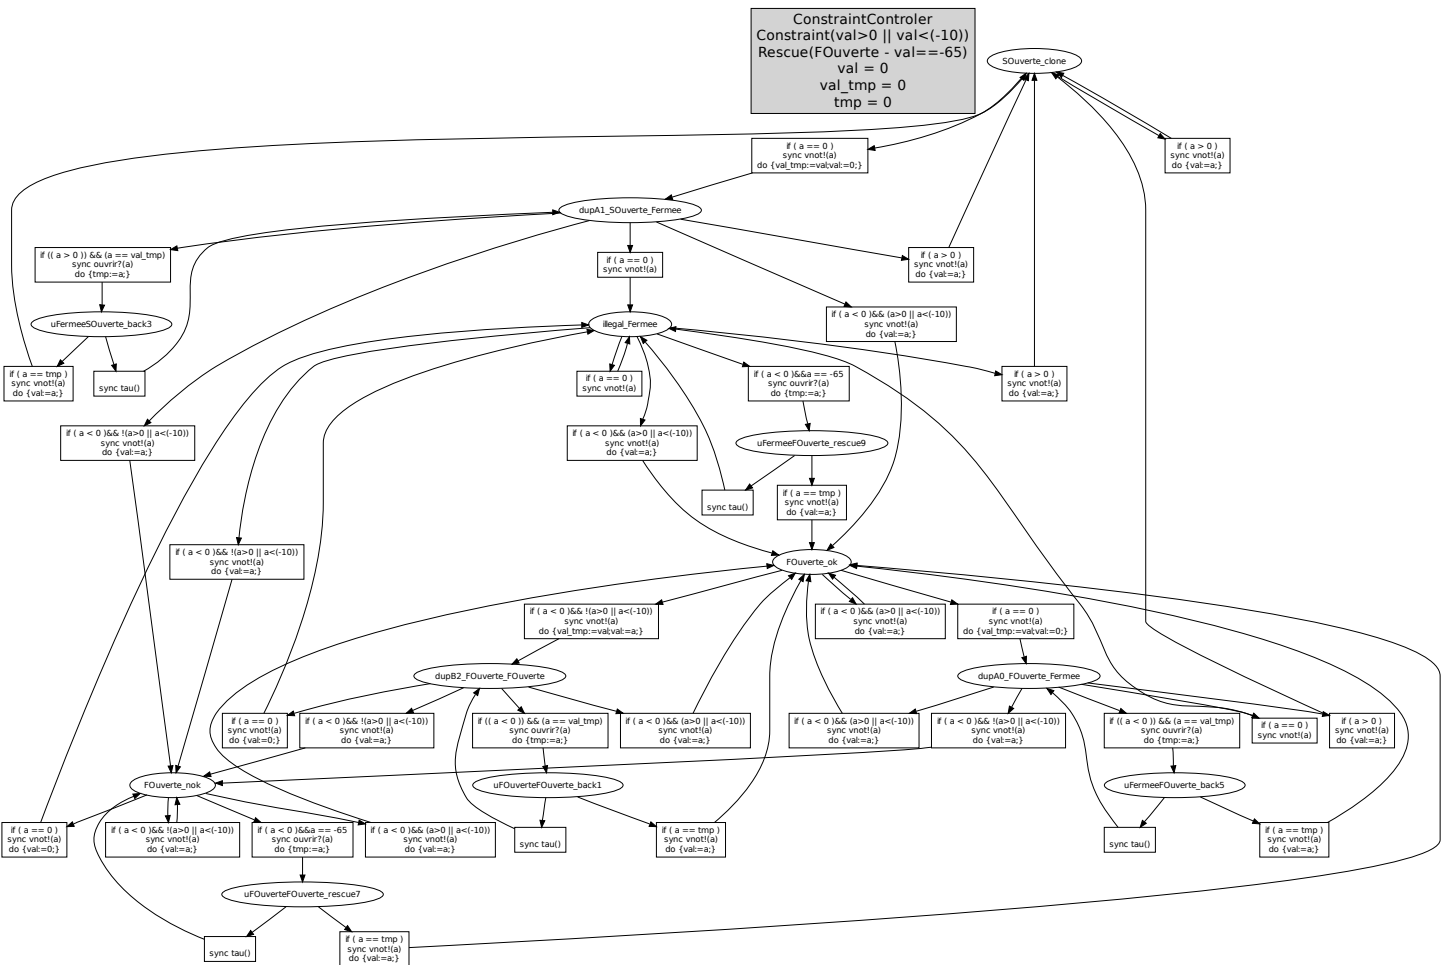 ConstraintControler
Constraint(val>0 || val<(-10))
Rescue(FOuverte - val==-65)
val = 0
val_tmp = 0
tmp = 0
SOuverte_clone
if ( a == 0 )
sync vnot!(a)
do {val_tmp:=val;val:=0;}
if ( a > 0 )
sync vnot!(a)
do {val:=a;}
dupA1_SOuverte_Fermee
if (( a > 0 )) && (a == val_tmp)
sync ouvrir?(a)
do {tmp:=a;}
if ( a == 0 )
sync vnot!(a)
if ( a > 0 )
sync vnot!(a)
do {val:=a;}
uFermeeSOuverte_back3
illegal_Fermee
if ( a < 0 )&& (a>0 || a<(-10))
sync vnot!(a)
do {val:=a;}
if ( a == tmp )
sync vnot!(a)
do {val:=a;}
sync tau()
if ( a == 0 )
sync vnot!(a)
if ( a < 0 )&&a == -65
sync ouvrir?(a)
do {tmp:=a;}
if ( a > 0 )
sync vnot!(a)
do {val:=a;}
if ( a < 0 )&& !(a>0 || a<(-10))
sync vnot!(a)
do {val:=a;}
if ( a < 0 )&& (a>0 || a<(-10))
sync vnot!(a)
do {val:=a;}
uFermeeFOuverte_rescue9
sync tau()
if ( a == tmp )
sync vnot!(a)
do {val:=a;}
if ( a < 0 )&& !(a>0 || a<(-10))
sync vnot!(a)
do {val:=a;}
FOuverte_ok
if ( a < 0 )&& !(a>0 || a<(-10))
sync vnot!(a)
do {val_tmp:=val;val:=a;}
if ( a < 0 )&& (a>0 || a<(-10))
sync vnot!(a)
do {val:=a;}
if ( a == 0 )
sync vnot!(a)
do {val_tmp:=val;val:=0;}
dupB2_FOuverte_FOuverte
dupA0_FOuverte_Fermee
if ( a == 0 )
sync vnot!(a)
do {val:=0;}
if ( a < 0 )&& !(a>0 || a<(-10))
sync vnot!(a)
do {val:=a;}
if (( a < 0 )) && (a == val_tmp)
sync ouvrir?(a)
do {tmp:=a;}
if ( a < 0 )&& (a>0 || a<(-10))
sync vnot!(a)
do {val:=a;}
if ( a < 0 )&& (a>0 || a<(-10))
sync vnot!(a)
do {val:=a;}
if ( a < 0 )&& !(a>0 || a<(-10))
sync vnot!(a)
do {val:=a;}
if (( a < 0 )) && (a == val_tmp)
sync ouvrir?(a)
do {tmp:=a;}
if ( a == 0 )
sync vnot!(a)
if ( a > 0 )
sync vnot!(a)
do {val:=a;}
FOuverte_nok
uFOuverteFOuverte_back1
uFermeeFOuverte_back5
if ( a == 0 )
sync vnot!(a)
do {val:=0;}
if ( a < 0 )&& !(a>0 || a<(-10))
sync vnot!(a)
do {val:=a;}
if ( a < 0 )&&a == -65
sync ouvrir?(a)
do {tmp:=a;}
if ( a < 0 )&& (a>0 || a<(-10))
sync vnot!(a)
do {val:=a;}
sync tau()
if ( a == tmp )
sync vnot!(a)
do {val:=a;}
sync tau()
if ( a == tmp )
sync vnot!(a)
do {val:=a;}
uFOuverteFOuverte_rescue7
sync tau()
if ( a == tmp )
sync vnot!(a)
do {val:=a;}